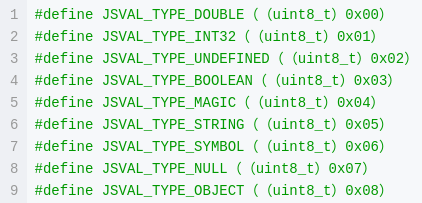 1 #define JSVAL_TYPE_DOUBLE ( (uint8_t) 0x00)
2 #define JSVAL_TYPE_INT32 ( (uint8_t) 0x01)
3 #define JSVAL_TYPE_UNDEFINED ( (uint8_t) 0x02)
4 #define JSVAL_TYPE_BOOLEAN ( (uint8_t) 0x03)
5 #define JSVAL_TYPE_MAGIC ( (uint8_t) 0x04)
6 #define JSVAL_TYPE_STRING ( (uint8_t) 0x05)
7 #define JSVAL_TYPE_SYMBOL ( (uint8_t) 0x06)
8 #define JSVAL_TYPE_NULL ( (uint8_t) 0x07)
9 #define JSVAL_TYPE_OBJECT ( (uint8_t) 0x08)